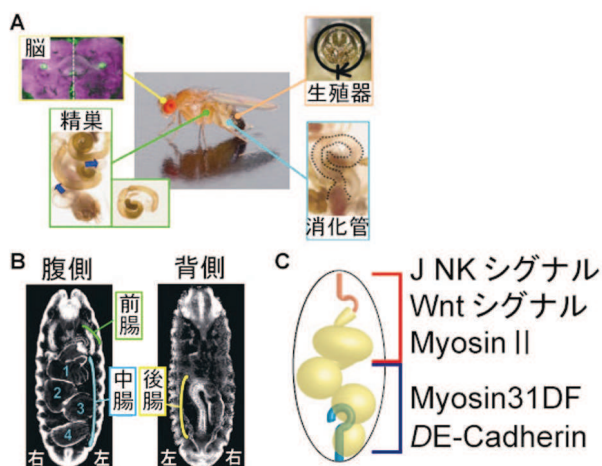 A
脳
生殖器
精巣
消化管
B
腹側
背側
前腸
1
2
3
4
中腸
後腸
右
左
左
右
C
J NK シグナル
Wnt シグナル
Myosin II
Myosin31DF
DE-Cadherin